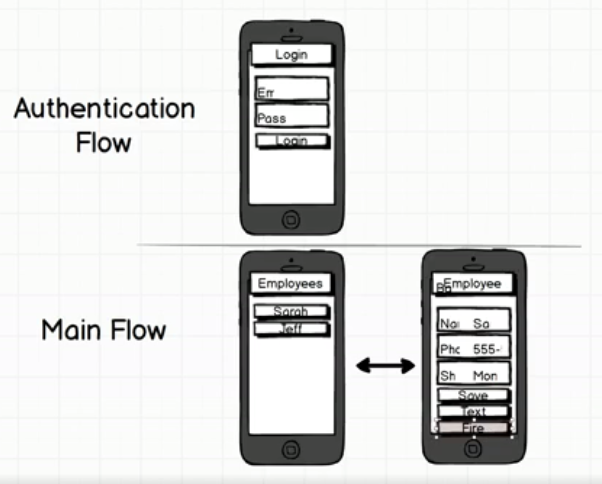 Authentication
Flow
Login
Em
Pass
Login
Main Flow
Employees
Sarah
Jeff
Ba Employee
Na Sa
Pho 555-
Sh Mon
Save
Text
Fire